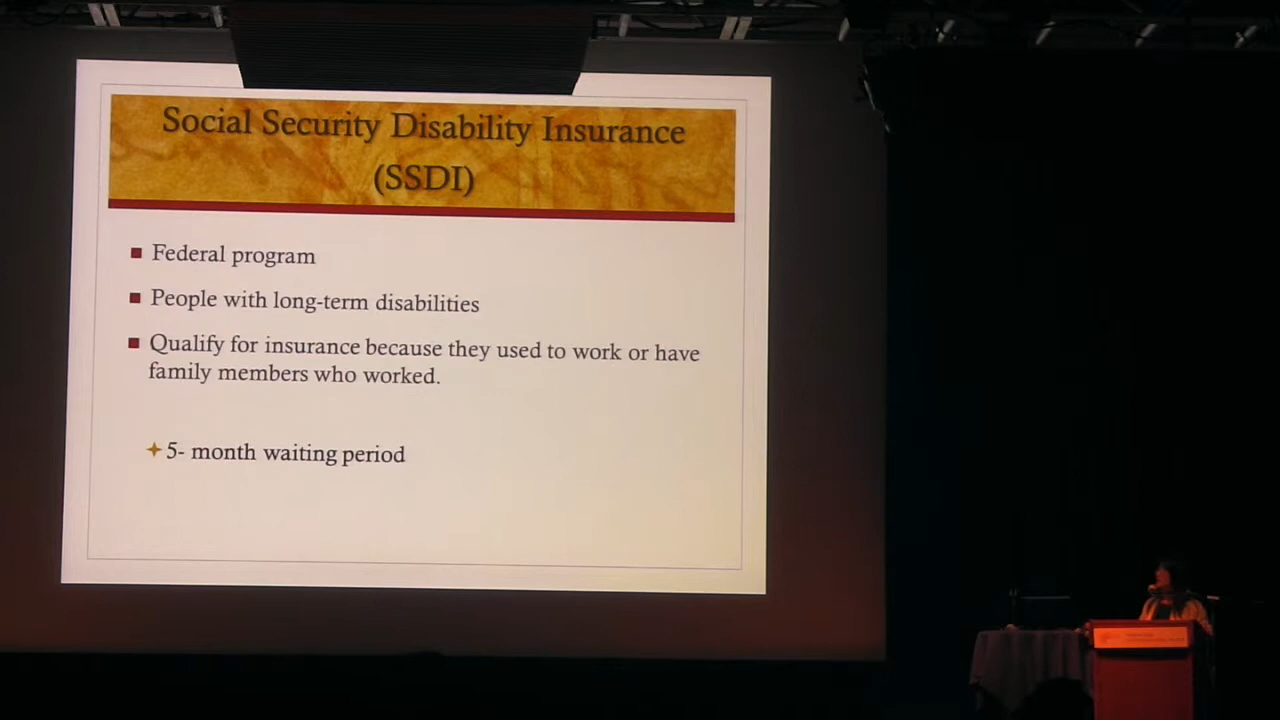 Social Security Disability Insurance
(SSDI)
Federal program
People with long-term disabilities
Qualify for insurance because they used to work or have
family members who worked.
5- month waiting period